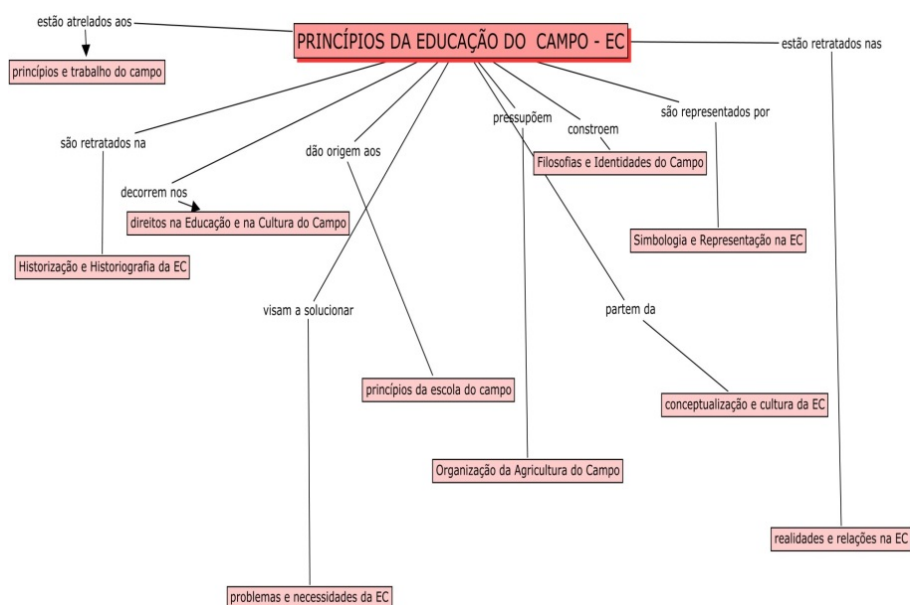 estão atrelados aos
PRINCÍPIOS DA EDUCAÇÃO DO CAMPO - EC
estão retratados nas
princípios e trabalho do campo
pressupõem
são representados por
constroem
são retratados na
dão origem aos
Filosofias e Identidades do Campo
decorrem nos
direitos na Educação e na Cultura do Campo
Simbologia e Representação na EC
Historização e Historiografia da EC
visam a solucionar
partem da
princípios da escola do campo
conceptualização e cultura da EC
Organização da Agricultura do Campo
realidades e relações na EC
problemas e necessidades da EC